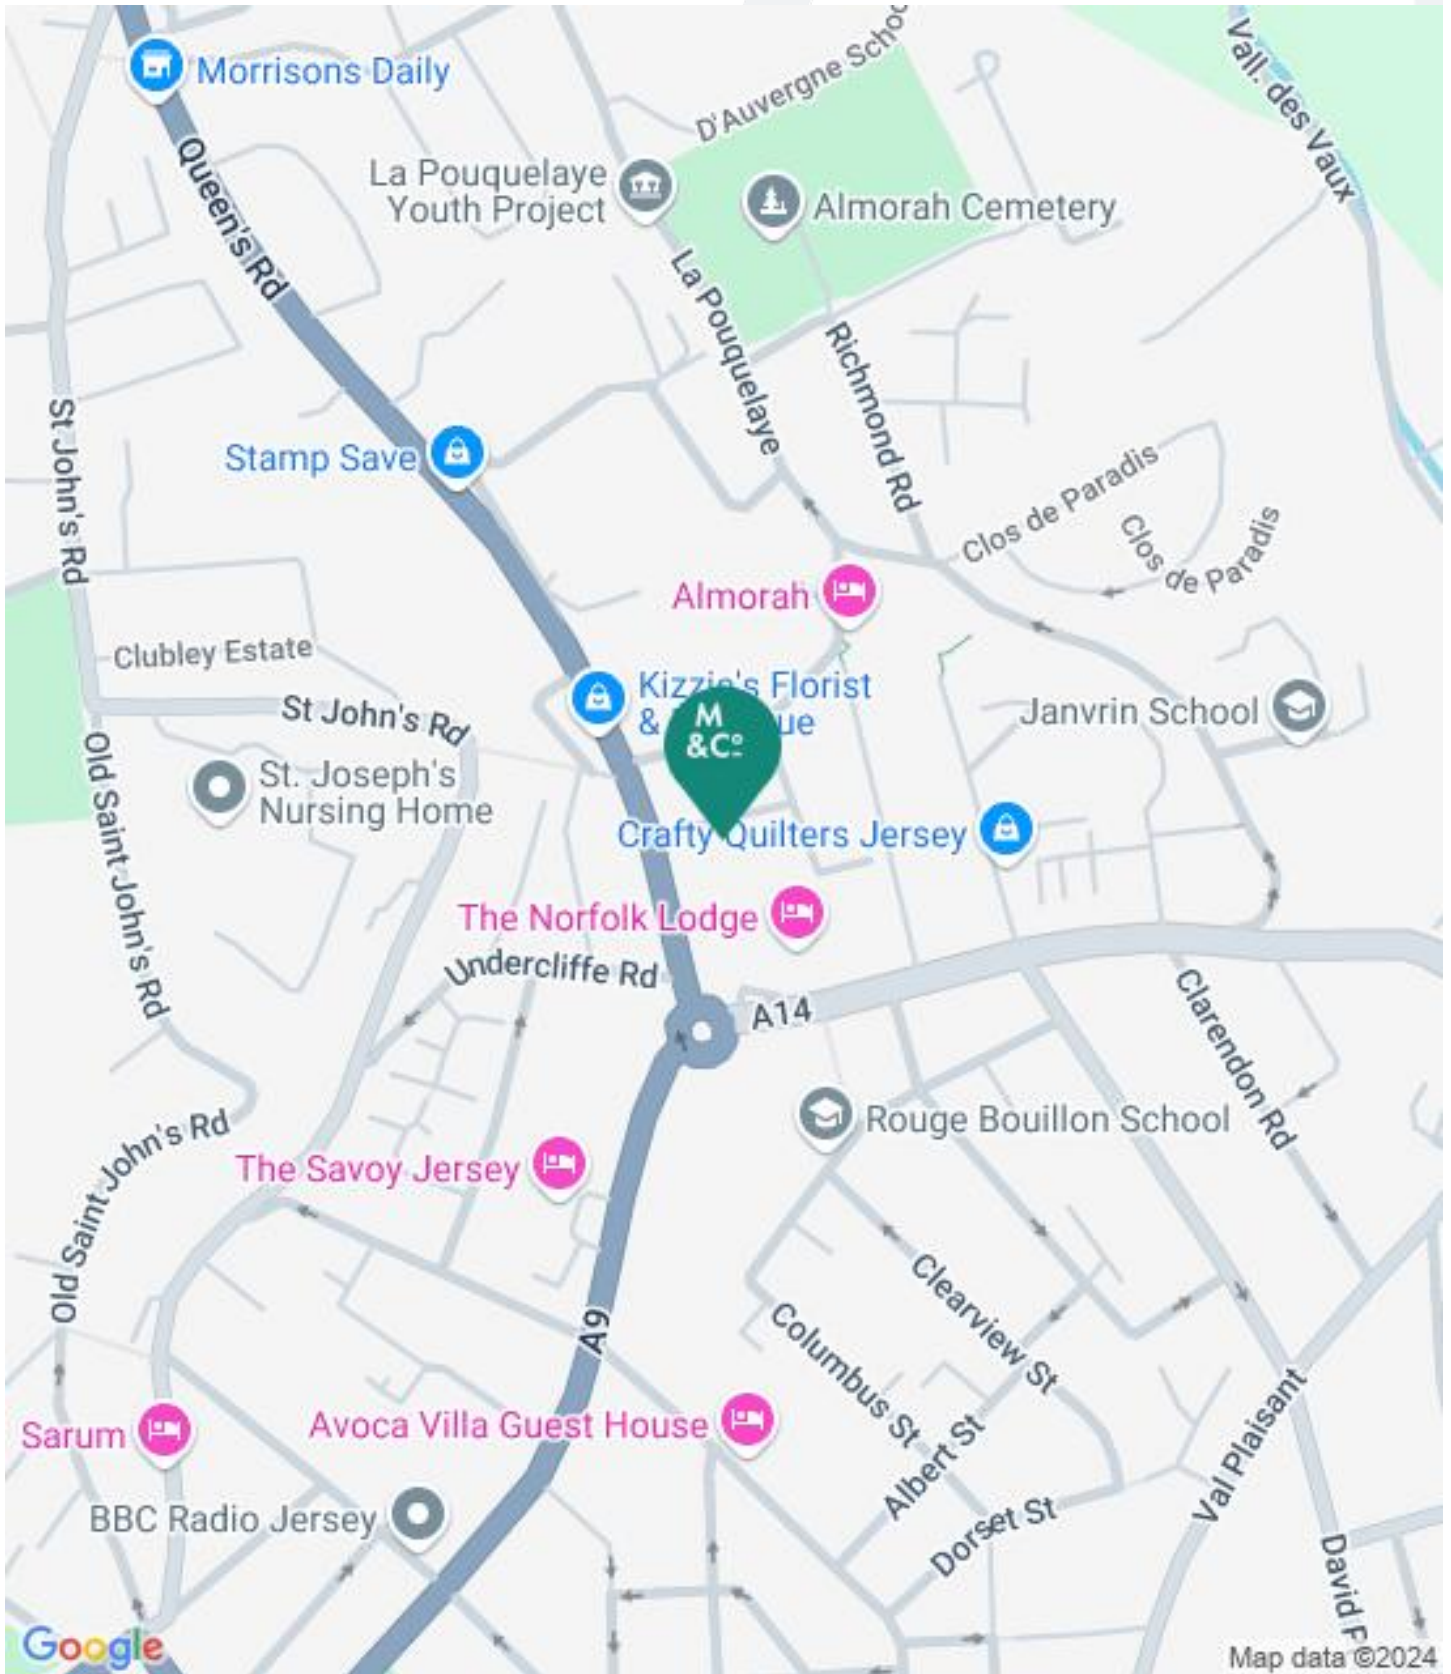 Morrisons Daily
D'Auvergne Schoo
Vall. des Vaux
Queen's Rd
La Pouquelaye
Youth Project
Almorah Cemetery
La Pouquelaye
Richmond Rd
St John's Rd
Stamp Save
Clos de Paradis
Clos de Paradis
Almorah
Clubley Estate
Kizzie's Florist
&
M
&Co
Janvrin School
St John's Rd
Old Saint John's Rd
St. Joseph's
Nursing Home
Crafty Quilters Jersey
The Norfolk Lodge
Undercliffe Rd
A14
Clarendon Rd
Rouge Bouillon School
Old Saint John's Rd
The Savoy Jersey
Clearview St
A9
Columbus St
Avoca Villa Guest House
Sarum
Albert St
Val Plaisant
BBC Radio Jersey
Dorset St
David
Google
Map data ©2024